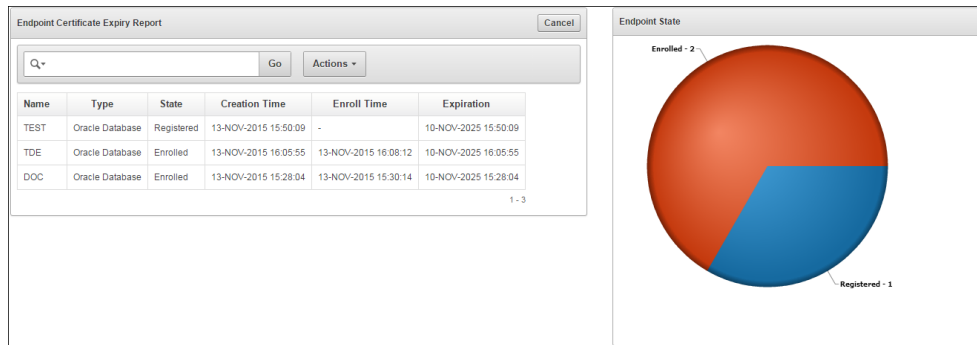 Endpoint Certificate Expiry Report
Cancel
Go
Actions
Name Type State Creation Time Enroll Time Expiration
TEST Oracle Database Registered 13-NOV-2015 15:50:09 - 10-NOV-2025 15:50:09
TDE Oracle Database Enrolled 13-NOV-2015 16:05:55 13-NOV-2015 16:08:12 10-NOV-2025 16:05:55
DOC Oracle Database Enrolled 13-NOV-2015 15:28:04 13-NOV-2015 15:30:14 10-NOV-2025 15:28:04
1 - 3
Endpoint State
Enrolled - 2
Registered - 1